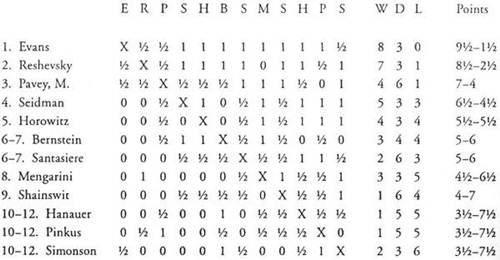 E R P S H B S M S H P S W D L Points
1. Evans X ½ ½ 1 1 1 1 1 1 1 1 ½ 8 3 0 9½–1½
2. Reshevsky ½ X ½ 1 1 1 1 0 1 1 ½ 1 7 3 1 8½–2½
3. Pavey, M. ½ ½ X ½ ½ ½ ½ 1 1 ½ 0 1 4 6 1 7–4
4. Seidman 0 0 ½ X 1 0 ½ 1 ½ 1 1 1 5 3 3 6½–4½
5. Horowitz 0 0 ½ 0 X 0 ½ 1 ½ 1 1 1 4 3 4 5½–5½
6–7. Bernstein 0 0 ½ 1 1 X ½ 1 ½ 0 ½ 0 3 4 4 5–6
6–7. Santasiere 0 0 ½ ½ ½ ½ X ½ ½ 1 1 ½ 2 6 3 5–6
8. Mengarini 0 1 0 0 0 0 ½ X 1 ½ ½ 1 3 3 5 4½–6½
9. Shainswit 0 0 0 ½ ½ ½ ½ 0 X ½ ½ 1 1 6 4 4–7
10–12. Hanauer 0 0 ½ 0 0 1 0 ½ ½ X ½ ½ 1 5 5 3½–7½
10–12. Pinkus 0 ½ 1 0 0 ½ 0 ½ ½ ½ X 0 1 5 5 3½–7½
10–12. Simonson ½ 0 0 0 0 1 ½ 0 0 ½ 1 X 2 3 6 3½–7½